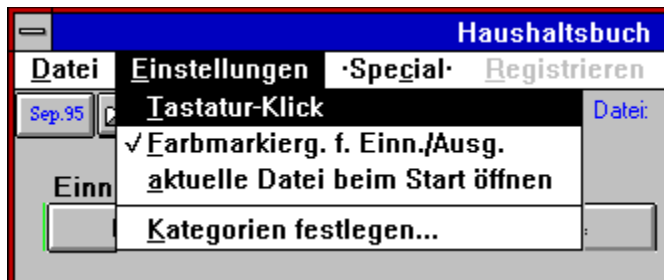 Haushaltsbuch
Datei Einstellungen ·Special· Registrieren
Tastatur-Klick
Sep.95 Datei:
✓ Farbmarkierg. f. Einn./Ausg.
aktuelle Datei beim Start öffnen
Einn
Kategorien festlegen...